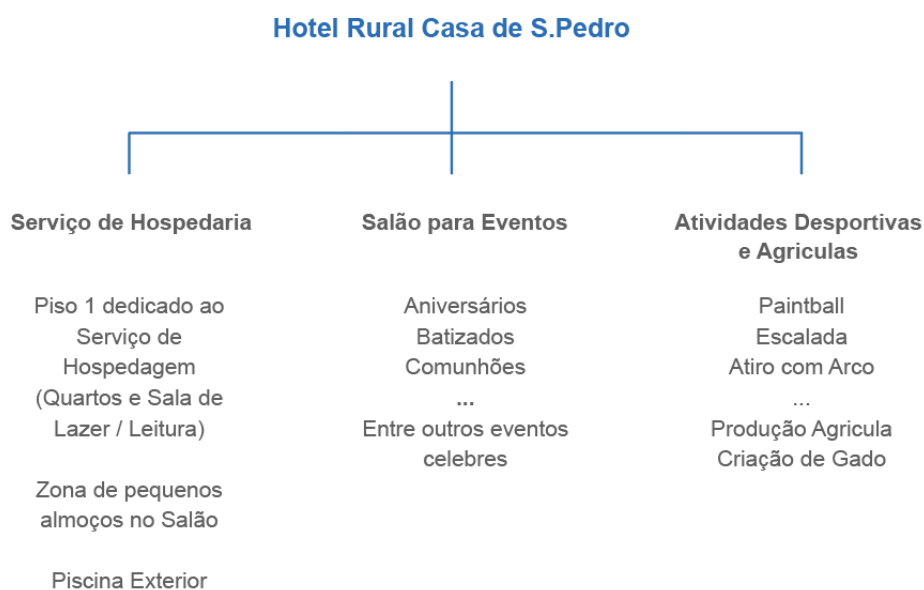 Hotel Rural Casa de S.Pedro
Serviço de Hospedaria
Piso 1 dedicado ao
Serviço de
Hospedagem
(Quartos e Sala de
Lazer / Leitura)
Zona de pequenos
almoços no Salão
Piscina Exterior
Salão para Eventos
Aniversários
Batizados
Comunhões
...
Entre outros eventos
celebres
Atividades Desportivas
e Agriculas
Paintball
Escalada
Atiro com Arco
...
Produção Agricula
Criação de Gado